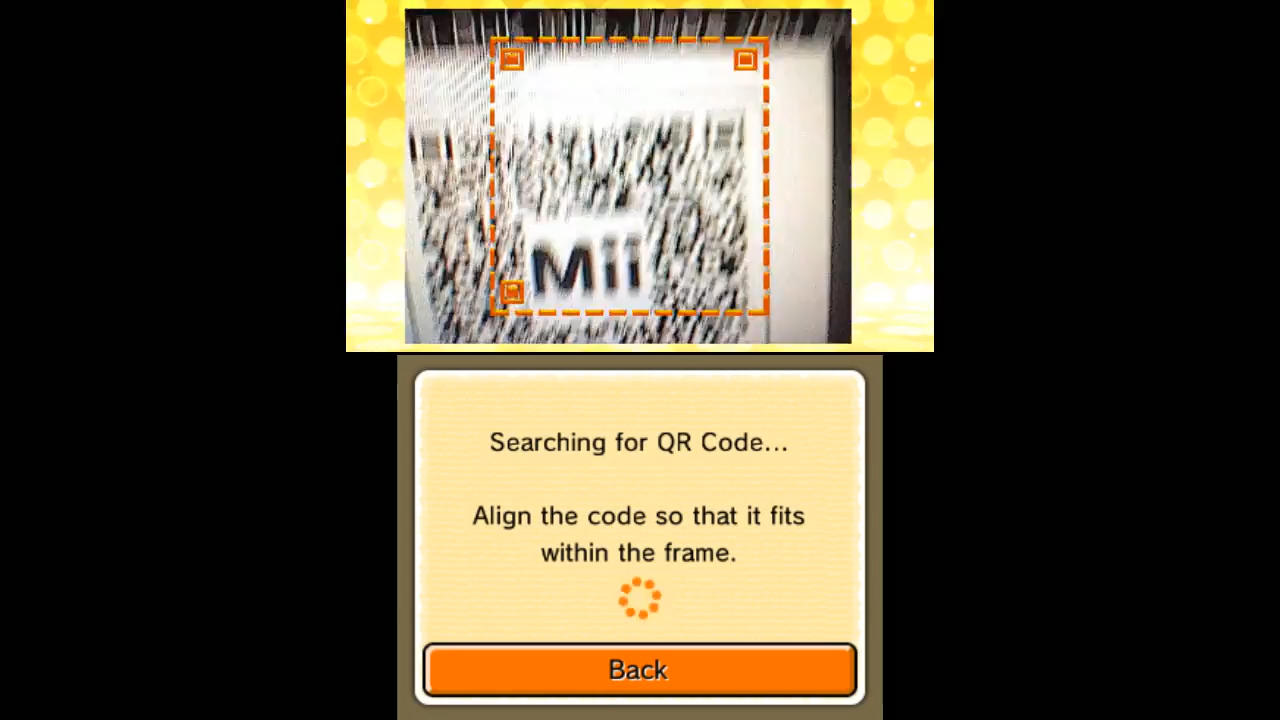 Mii
Searching for QR Code...
Align the code so that it fits
within the frame.
Back